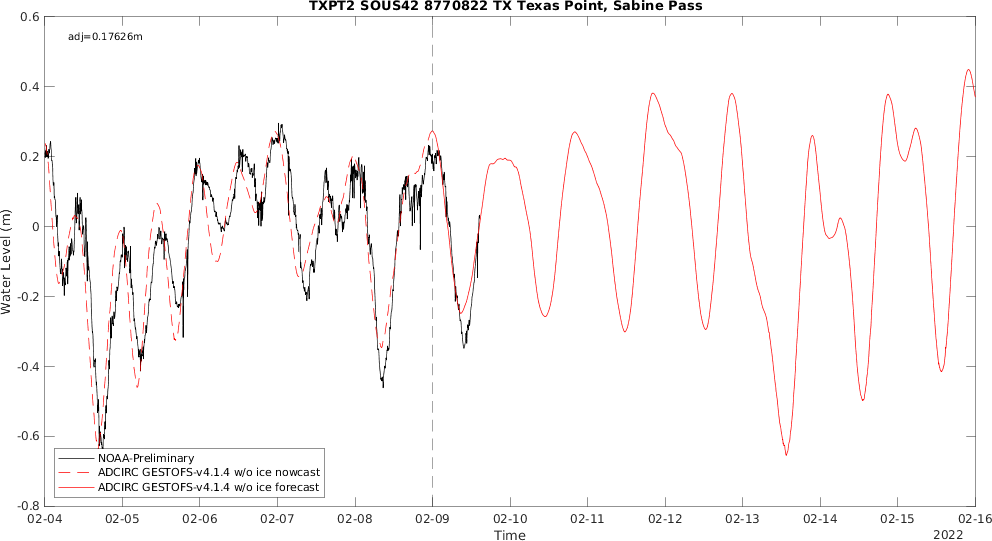 TXPT2 SOUS42 8770822 TX Texas Point, Sabine Pass
adj=0.17626m
0.6
0.4
0.2
0
-0.2
-0.4
-0.6
-0.8
Water Level (m)
NOAA-Preliminary
ADCIRC GESTOFS-v4.1.4 w/o ice nowcast
ADCIRC GESTOFS-v4.1.4 w/o ice forecast
02-04 02-05 02-06 02-07 02-08 02-09 02-10 02-11 02-12 02-13 02-14 02-15 02-16
Time
2022